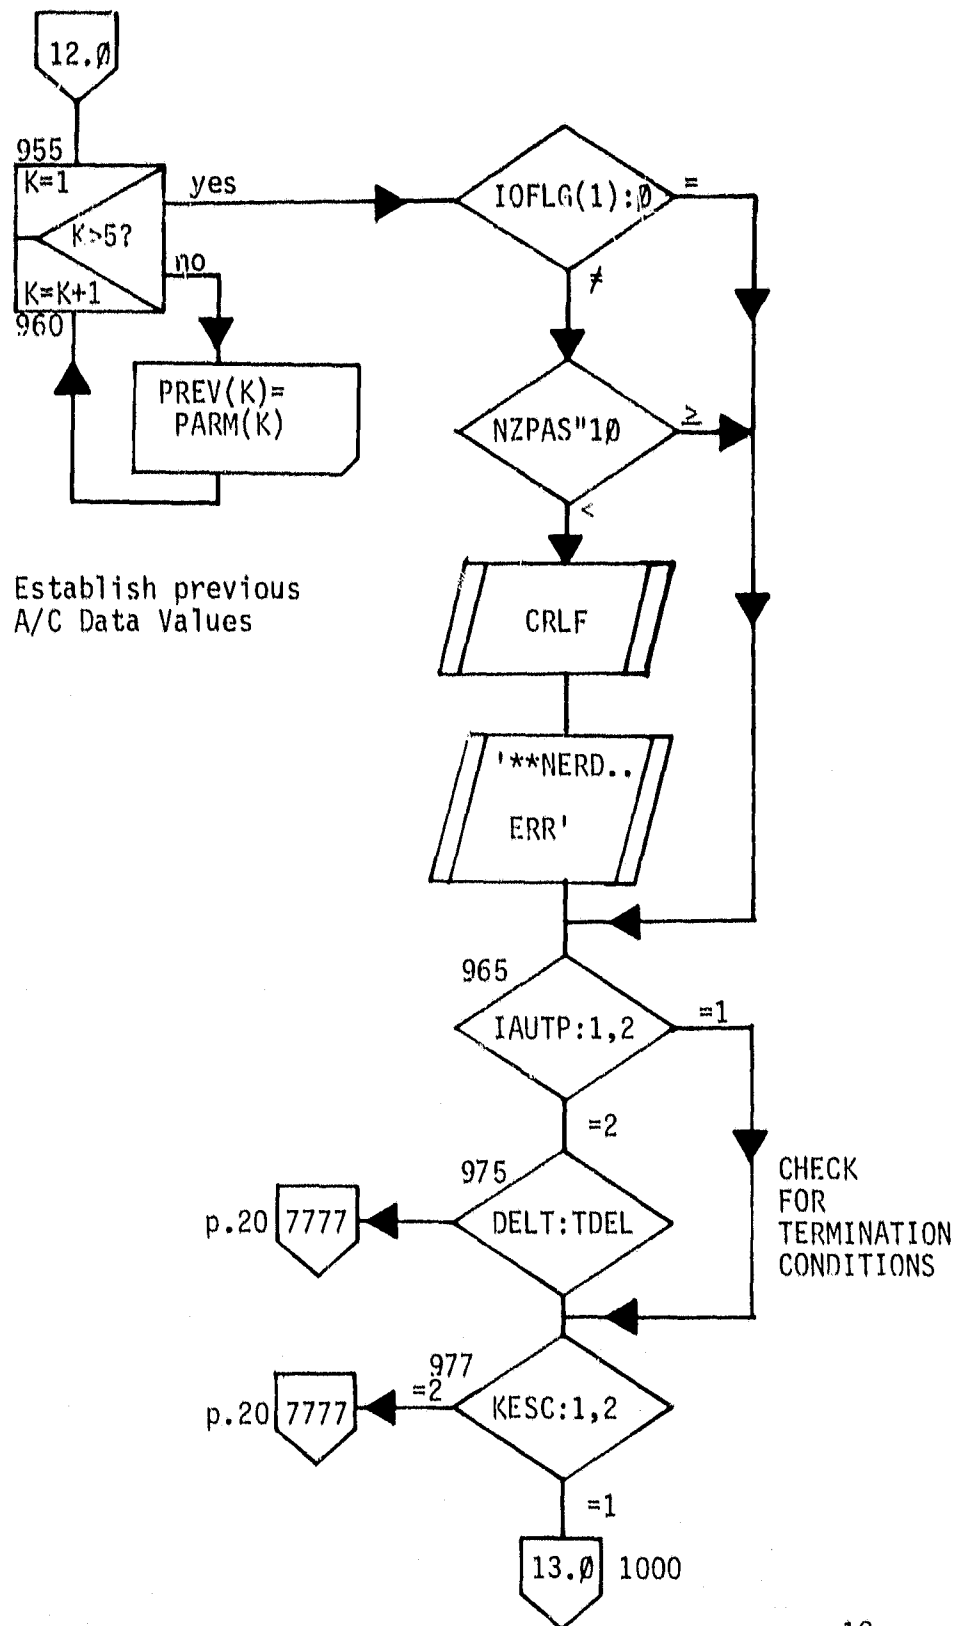 12.0
955
K=1
K>5?
K=K+1
960
yes
no
PREV(K)=
PARM(K)
Establish previous
A/C Data Values
IOFLG(1):0
=
≠
NZPAS"10
≥
<
CRLF
'**NERD..
ERR'
965
IAUTP:1,2
=1
=2
975
DELT:TDEL
p.20
7777
CHECK
FOR
TERMINATION
CONDITIONS
977
=2
KESC:1,2
p.20
7777
=1
13.0
1000